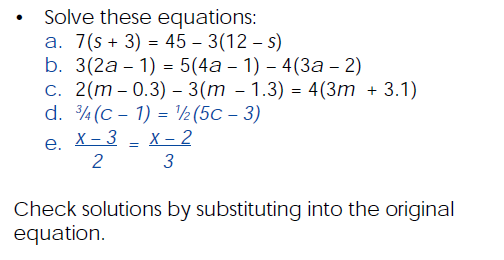 • Solve these equations:
a. 7(s + 3) = 45 – 3(12 – s)
b. 3(2a – 1) = 5(4a – 1) – 4(3a – 2)
c. 2(m – 0.3) – 3(m – 1.3) = 4(3m + 3.1)
d. ¾(c – 1) = ½(5c – 3)
e. x – 3 = x – 2
2 3
Check solutions by substituting into the original
equation.